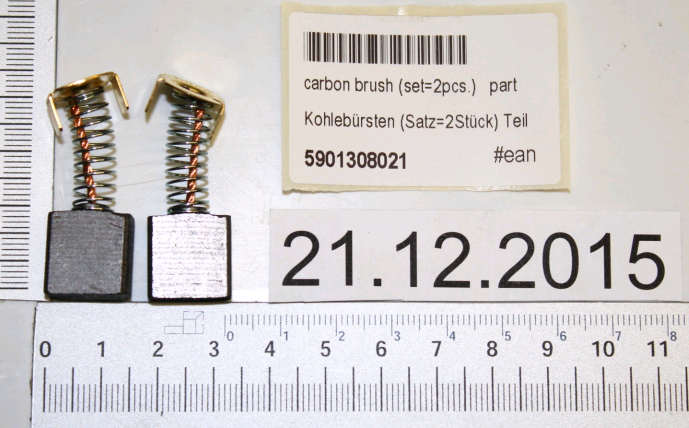 carbon brush (set=2pcs.) part
Kohlebürsten (Satz=2Stück) Teil
5901308021 #ean
21.12.2015
0 1 2 3 4 5 6 7 8
0 1 2 3 4 5 6 7 8 9 10 11